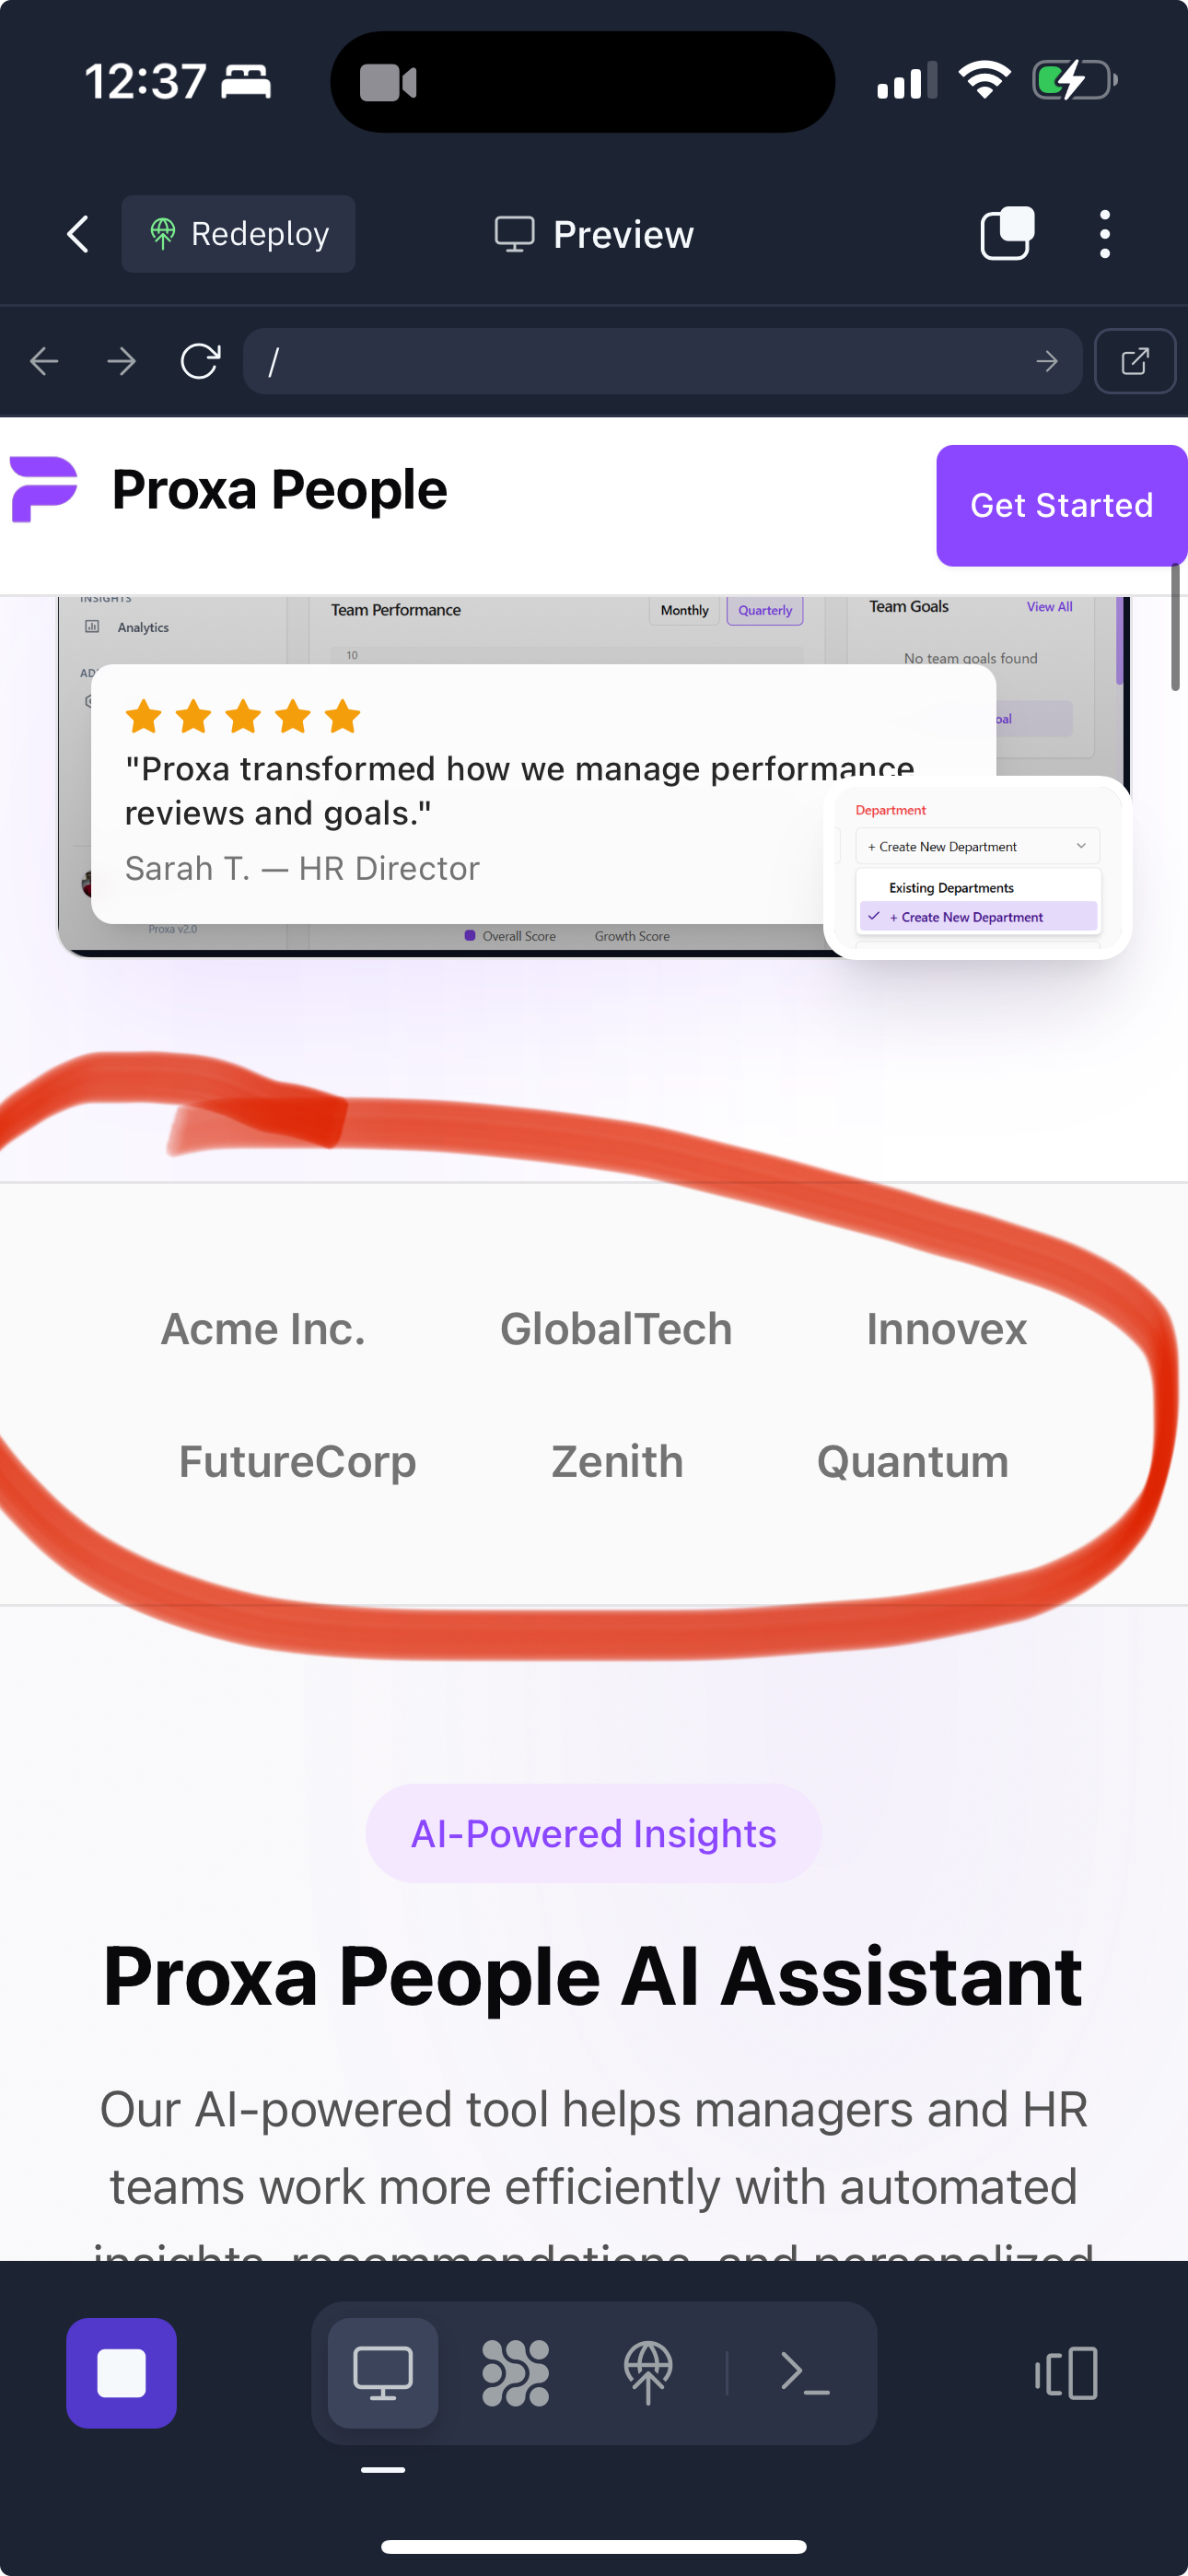 12:37
Redeploy
Preview
/
Proxa People
Get Started
INSIGHTS
Analytics
Team Performance
Monthly
Quarterly
Team Goals
View All
10
No team goals found
"Proxa transformed how we manage performance
reviews and goals."
Sarah T. — HR Director
Department
+ Create New Department
Existing Departments
+ Create New Department
Proxa v2.0
Overall Score
Growth Score
Acme Inc.
GlobalTech
Innovex
FutureCorp
Zenith
Quantum
AI-Powered Insights
Proxa People AI Assistant
Our AI-powered tool helps managers and HR
teams work more efficiently with automated
insights, recommendations, and personalized